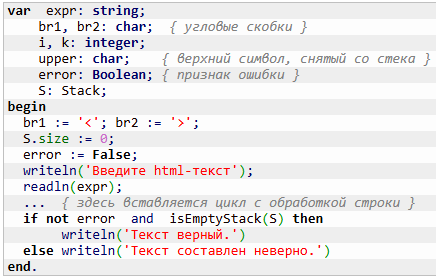 var expr: string;
br1, br2: char; { угловые скобки }
i, k: integer;
upper: char; { верхний символ, снятый со стека }
error: Boolean; { признак ошибки }
S: Stack;
begin
br1 := '<'; br2 := '>';
S.size := 0;
error := False;
writeln('Введите html-текст');
readln(expr);
... { здесь вставляется цикл с обработкой строки }
if not error and isEmptyStack(S) then
writeln('Текст верный.')
else writeln('Текст составлен неверно.')
end.